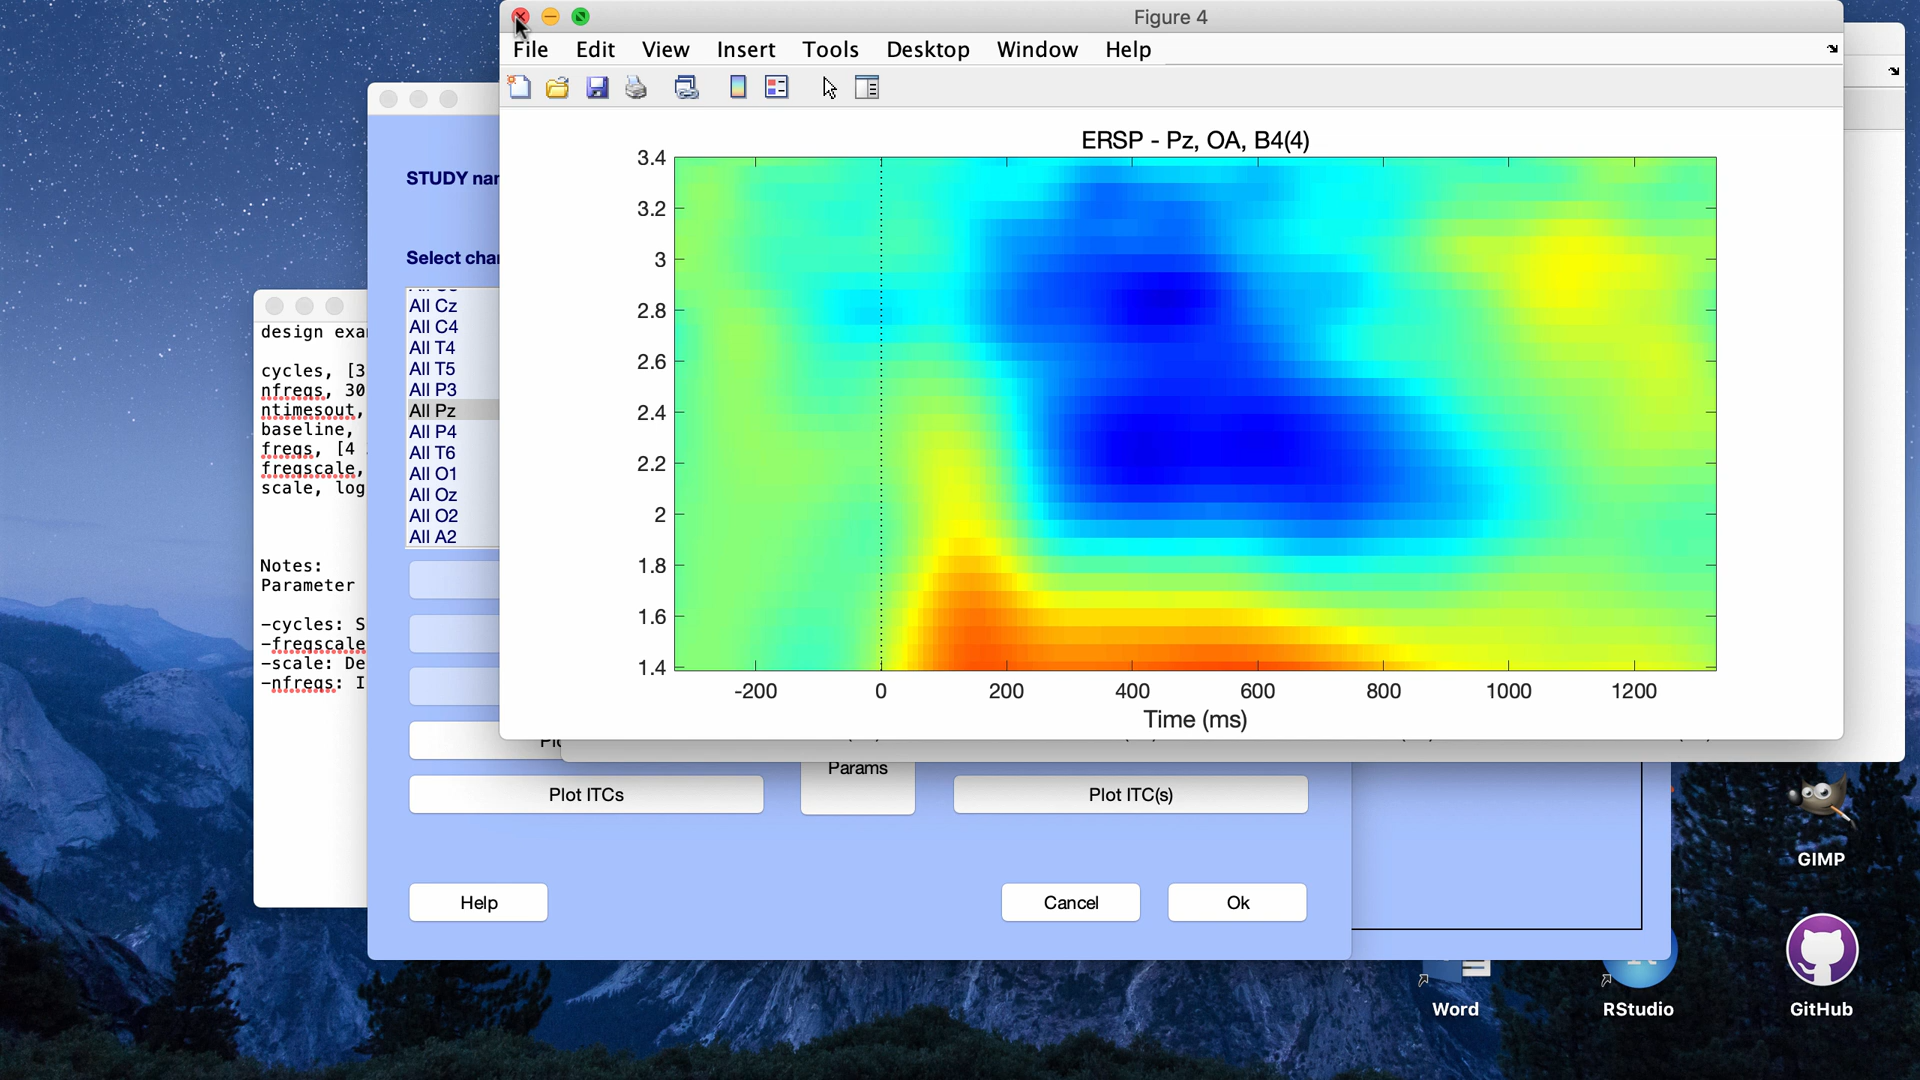 Figure 4
File Edit View Insert Tools Desktop Window Help
ERSP - Pz, OA, B4(4)
3.4
3.2
3
2.8
2.6
2.4
2.2
2
1.8
1.6
1.4
-200 0 200 400 600 800 1000 1200
Time (ms)
STUDY nar
Select char
All Cz
All C4
All T4
All T5
All P3
All Pz
All P4
All T6
All O1
All Oz
All O2
All A2
design exa
cycles, [3
nfreqs, 30
ntimesout,
baseline,
freqs, [4
freqscale,
scale, log
Notes:
Parameter
-cycles: S
-freqscale
-scale: De
-nfreqs: I
Params
Plot ITCs
Plot ITC(s)
Help
Cancel
Ok
GIMP
Word
RStudio
GitHub